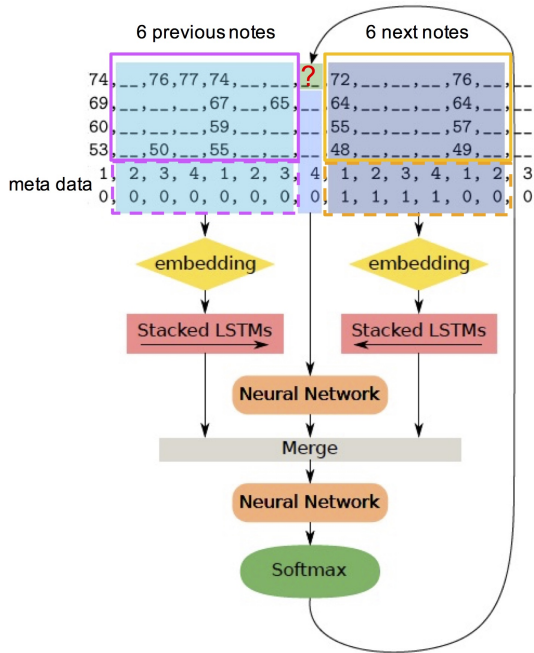 6 previous notes 6 next notes
74,__,76,77,74,__,__,?,72,__,__,__,76,__,__
69,__,__,__,67,__,65,__,64,__,__,__,64,__,__
60,__,__,__,59,__,__,__,55,__,__,__,57,__,__
53,__,50,__,55,__,__,__,48,__,__,__,49,__,__
meta data
1, 2, 3, 4, 1, 2, 3, 4, 1, 2, 3, 4, 1, 2, 3
0, 0, 0, 0, 0, 0, 0, 0, 1, 1, 1, 1, 0, 0, 0
embedding embedding
Stacked LSTMs Stacked LSTMs
Neural Network
Merge
Neural Network
Softmax